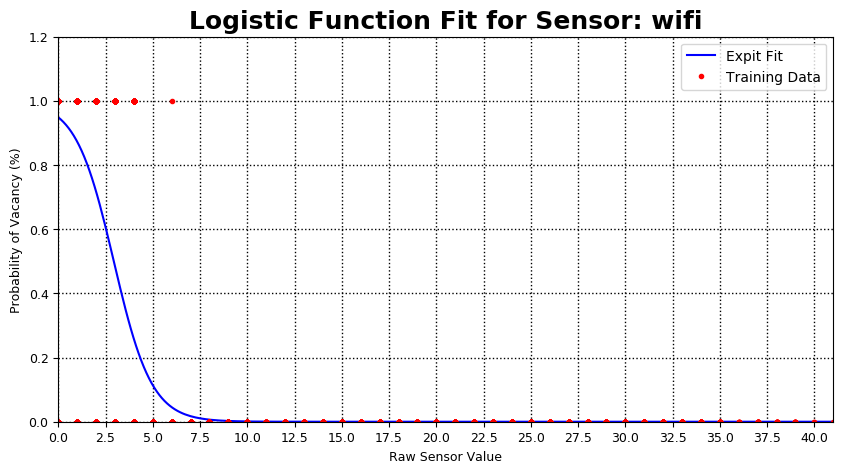 Logistic Function Fit for Sensor: wifi
1.2
1.0
0.8
0.6
0.4
0.2
0.0
Probability of Vacancy (%)
Expit Fit
Training Data
0.0 2.5 5.0 7.5 10.0 12.5 15.0 17.5 20.0 22.5 25.0 27.5 30.0 32.5 35.0 37.5 40.0
Raw Sensor Value